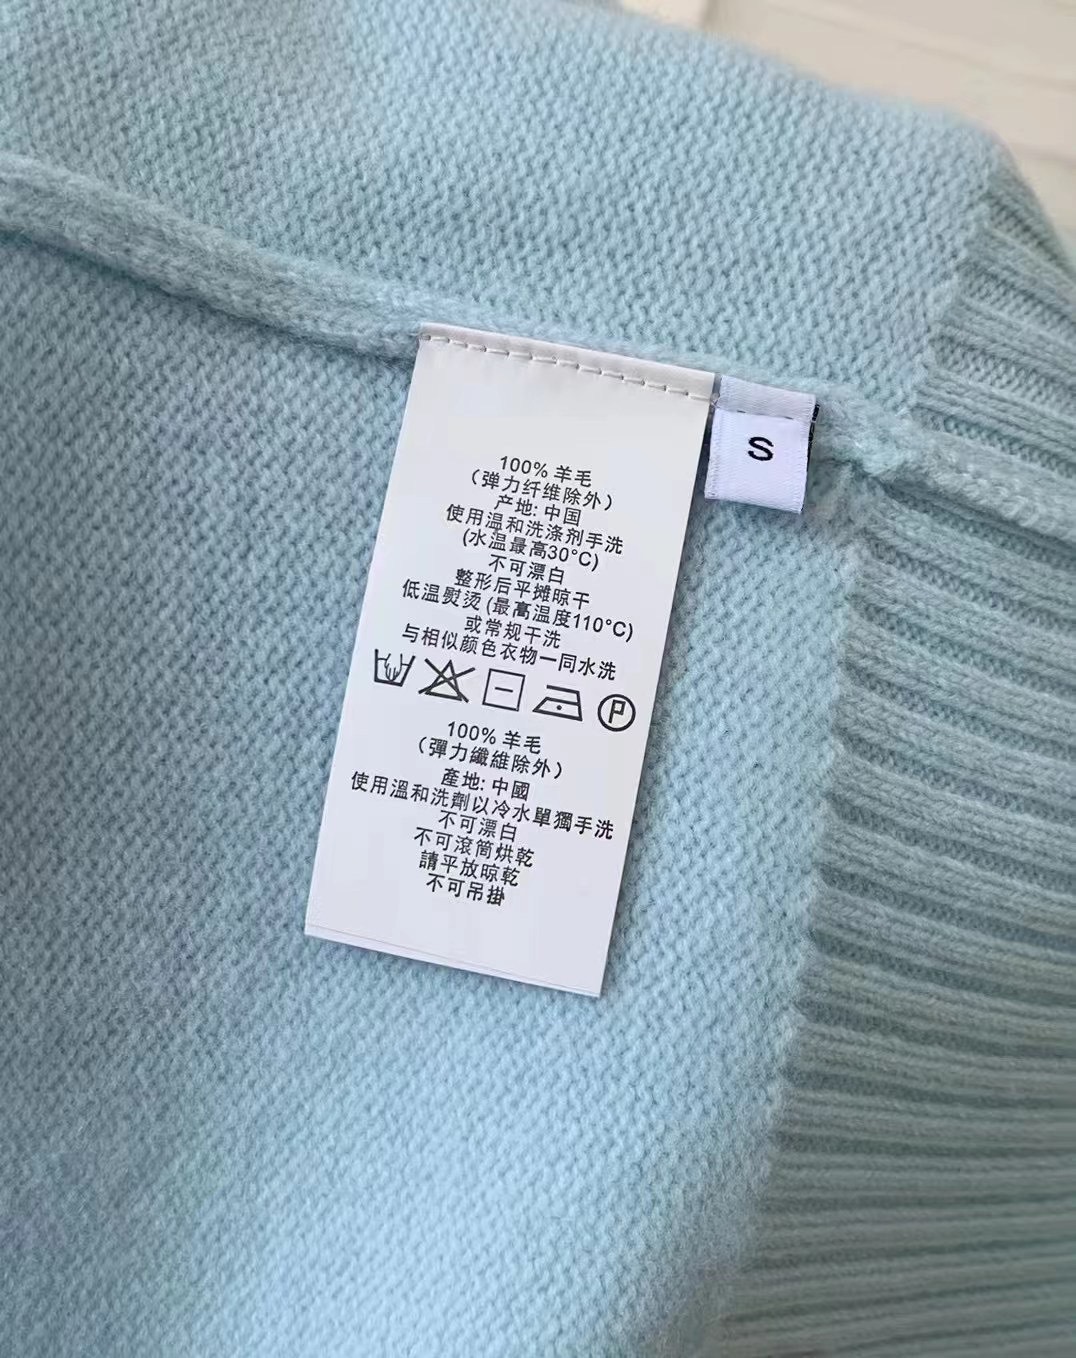 100% 羊毛
（弹力纤维除外）
产地: 中国
使用温和洗涤剂手洗
(水温最高30°C)
不可漂白
整形后平摊晾干
低温熨烫 (最高温度110°C)
或常规干洗
与相似颜色衣物一同水洗
P
100% 羊毛
（彈力纖維除外）
產地: 中國
使用溫和洗劑以冷水單獨手洗
不可漂白
不可滾筒烘乾
請平放晾乾
不可吊掛
S